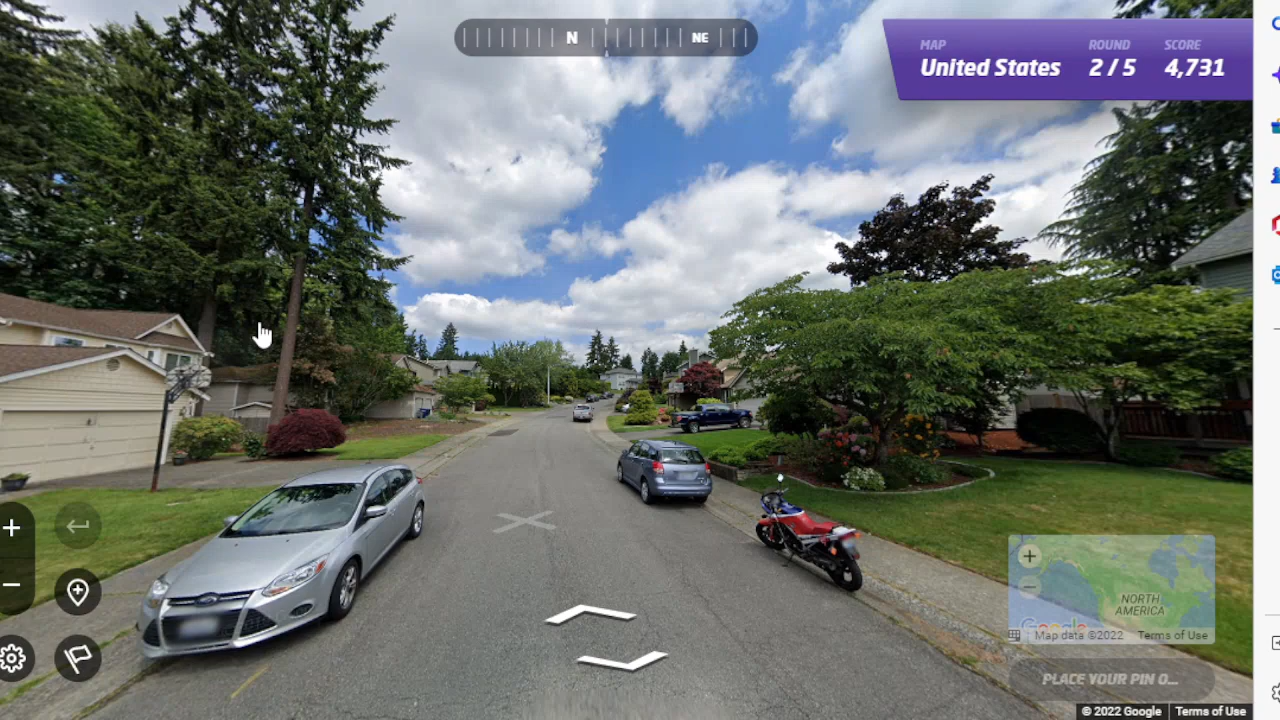 N
NE
MAP
United States
ROUND
2 / 5
SCORE
4,731
+
−
+
NORTH
AMERICA
Google
Map data ©2022 Terms of Use
PLACE YOUR PIN O...
© 2022 Google Terms of Use